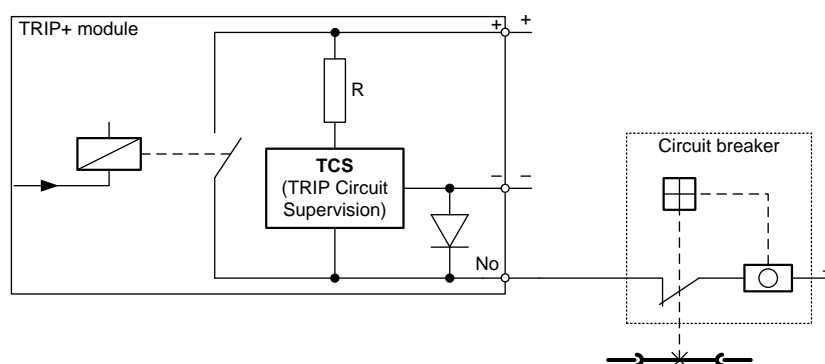 TRIP+ module
+ +
R
TCS
(TRIP Circuit
Supervision)
− −
No
Circuit breaker
−